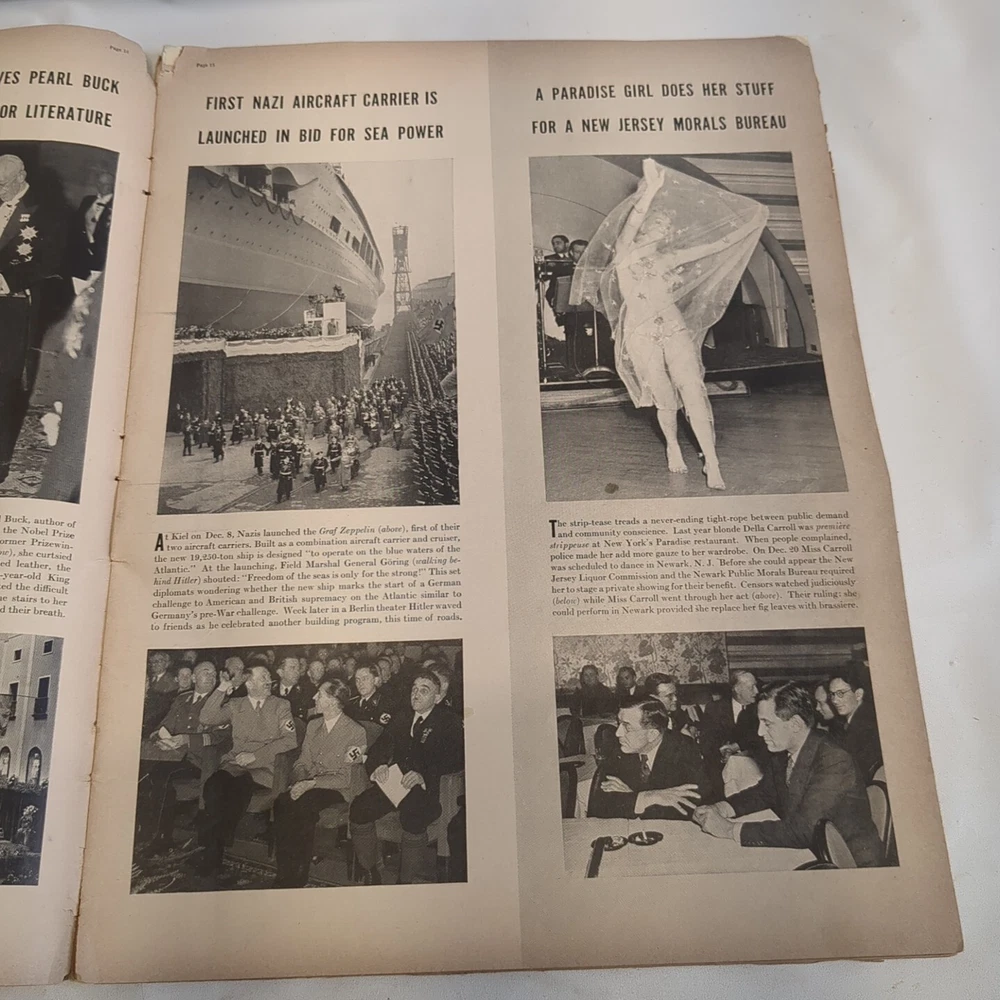 Page 14
VES PEARL BUCK
OR LITERATURE
l Buck, author of
the Nobel Prize
ormer Prizewin-
ow), she curtsied
ed leather, the
-year-old King
ted the difficult
e stairs to her
d their breath.
Page 15
FIRST NAZI AIRCRAFT CARRIER IS
LAUNCHED IN BID FOR SEA POWER
At Kiel on Dec. 8, Nazis launched the Graf Zeppelin (above), first of their
two aircraft carriers. Built as a combination aircraft carrier and cruiser,
the new 19,250-ton ship is designed "to operate on the blue waters of the
Atlantic." At the launching, Field Marshal General Göring (walking be-
hind Hitler) shouted: "Freedom of the seas is only for the strong!" This set
diplomats wondering whether the new ship marks the start of a German
challenge to American and British supremacy on the Atlantic similar to
Germany's pre-War challenge. Week later in a Berlin theater Hitler waved
to friends as he celebrated another building program, this time of roads.
A PARADISE GIRL DOES HER STUFF
FOR A NEW JERSEY MORALS BUREAU
The strip-tease treads a never-ending tight-rope between public demand
and community conscience. Last year blonde Della Carroll was première
stripteuse at New York's Paradise restaurant. When people complained,
police made her add more gauze to her wardrobe. On Dec. 20 Miss Carroll
was scheduled to dance in Newark, N. J. Before she could appear the New
Jersey Liquor Commission and the Newark Public Morals Bureau required
her to stage a private showing for their benefit. Censors watched judiciously
(below) while Miss Carroll went through her act (above). Their ruling: she
could perform in Newark provided she replace her fig leaves with brassiere.